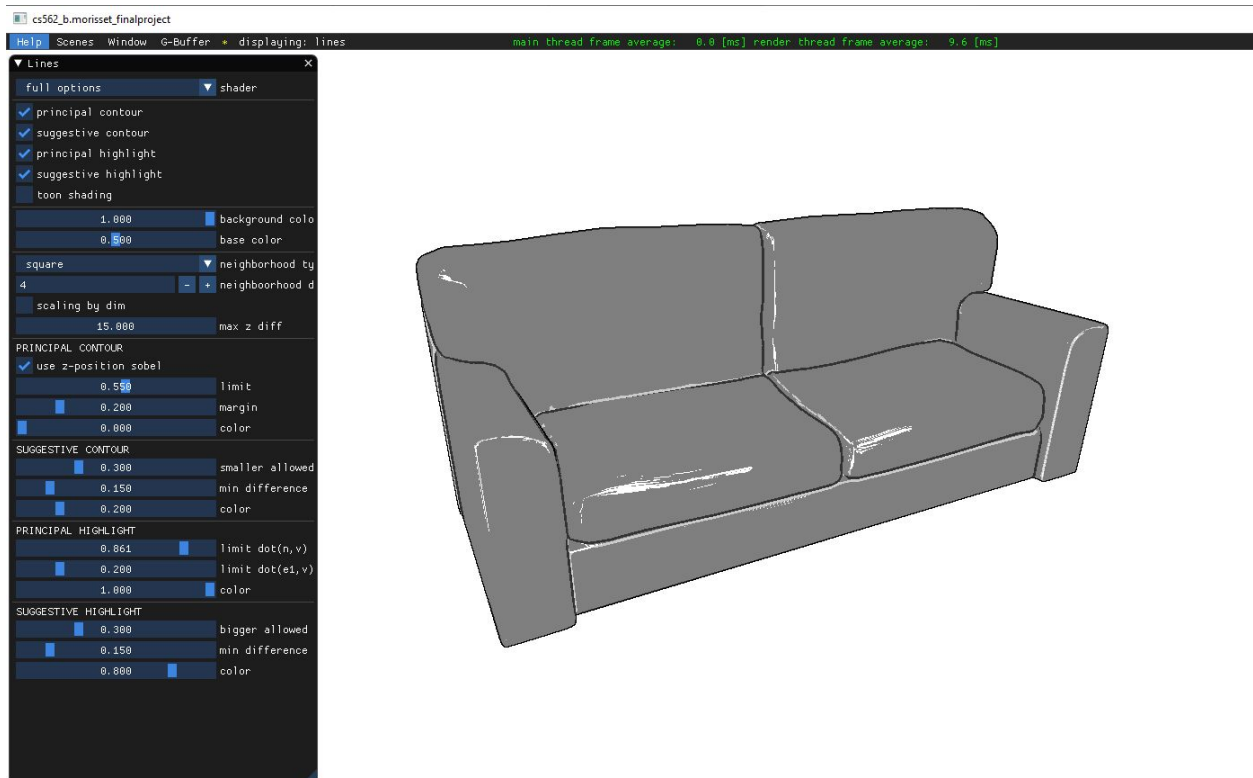 cs562_b.morisset_finalproject
Help Scenes Window G-Buffer * displaying: lines main thread frame average: 0.0 [ms] render thread frame average: 9.6 [ms]
Lines
full options shader
principal contour
suggestive contour
principal highlight
suggestive highlight
toon shading
1.000 background colo
0.500 base color
square neighborhood ty
4 - + neighboorhood d
scaling by dim
15.000 max z diff
PRINCIPAL CONTOUR
use z-position sobel
0.550 limit
0.200 margin
0.000 color
SUGGESTIVE CONTOUR
0.300 smaller allowed
0.150 min difference
0.200 color
PRINCIPAL HIGHLIGHT
0.861 limit dot(n,v)
0.200 limit dot(e1,v)
1.000 color
SUGGESTIVE HIGHLIGHT
0.300 bigger allowed
0.150 min difference
0.800 color